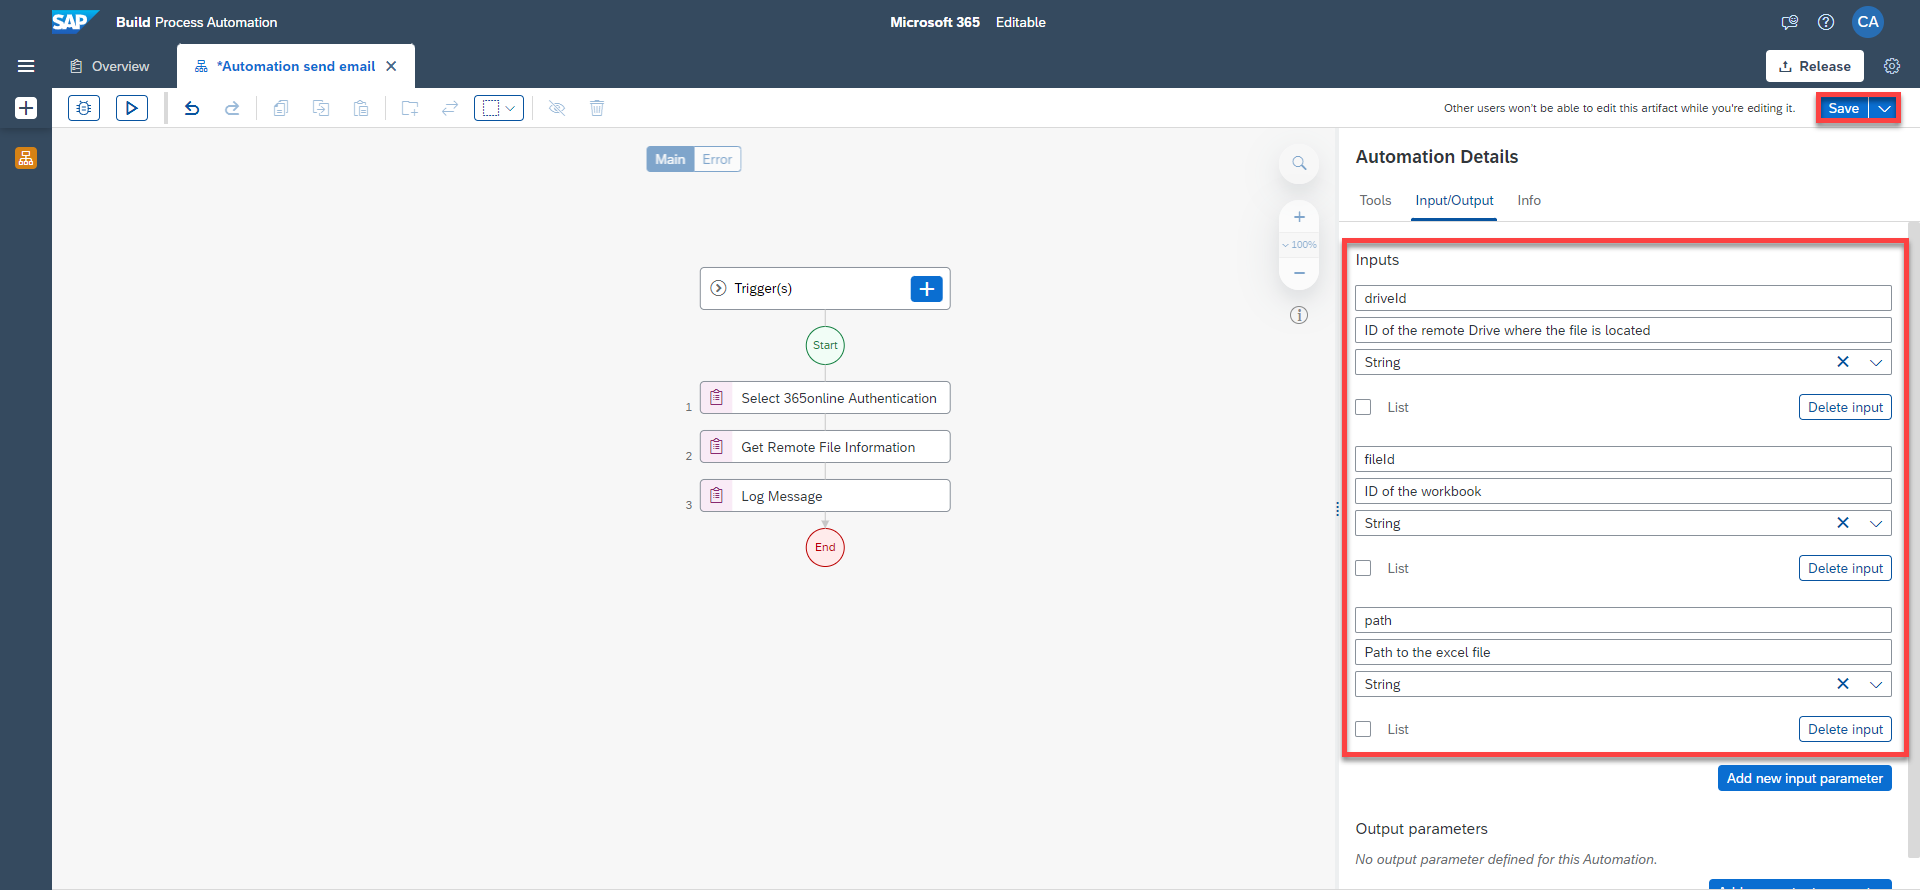 SAP Build Process Automation
Microsoft 365 Editable
CA
Overview
*Automation send email
Release
Other users won't be able to edit this artifact while you're editing it.
Save
Main Error
100%
Trigger(s)
Start
1 Select 365online Authentication
2 Get Remote File Information
3 Log Message
End
Automation Details
Tools Input/Output Info
Inputs
driveId
ID of the remote Drive where the file is located
String
List Delete input
fileId
ID of the workbook
String
List Delete input
path
Path to the excel file
String
List Delete input
Add new input parameter
Output parameters
No output parameter defined for this Automation.